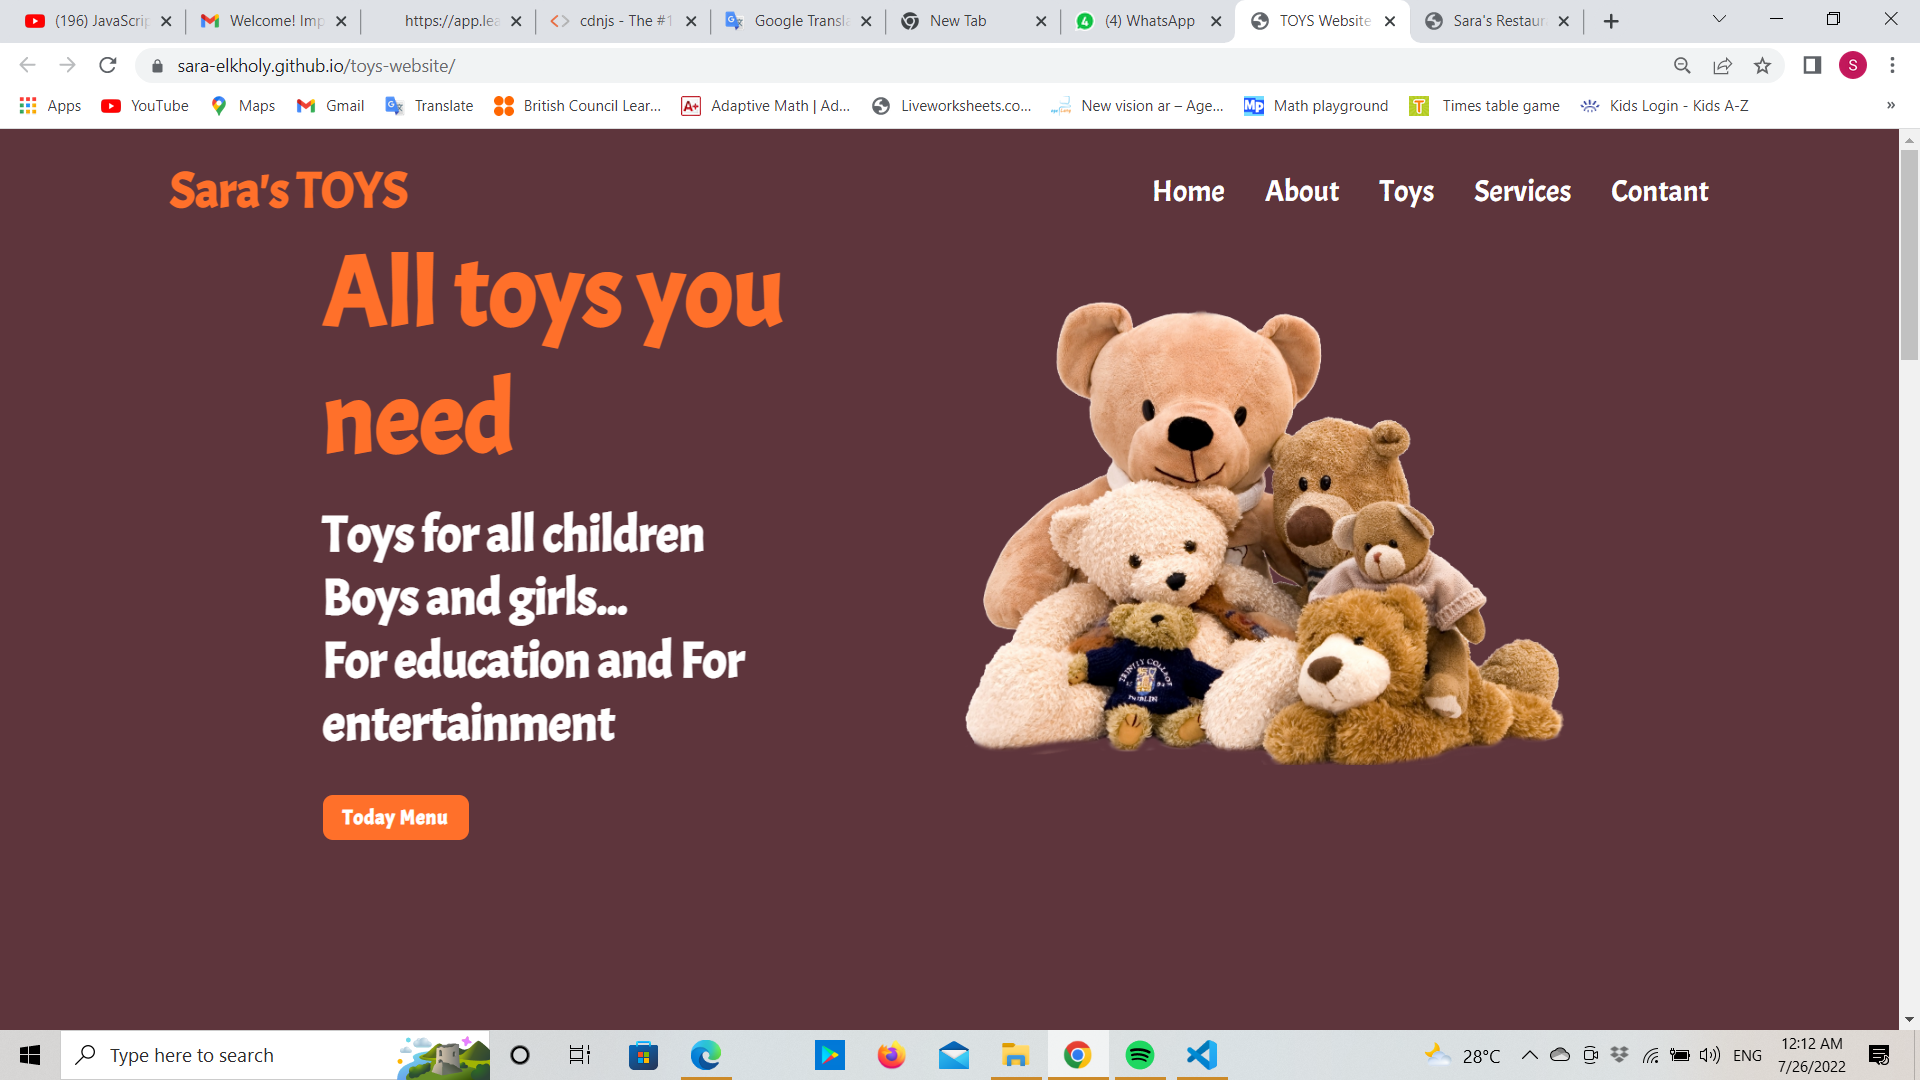 (196) JavaScrip
Welcome! Imp
https://app.lea
cdnjs - The #1
Google Transla
New Tab
(4) WhatsApp
TOYS Website
Sara's Restaur
sara-elkholy.github.io/toys-website/
S
Apps
YouTube
Maps
Gmail
Translate
British Council Lear...
A+ Adaptive Math | Ad...
Liveworksheets.co...
New vision ar – Age...
Mp Math playground
T Times table game
Kids Login - Kids A-Z
»
Sara's TOYS
Home
About
Toys
Services
Contant
All toys you
need
Toys for all children
Boys and girls...
For education and For
entertainment
Today Menu
TRINITY COLLEGE
DUBLIN
Type here to search
28°C
ENG
12:12 AM
7/26/2022